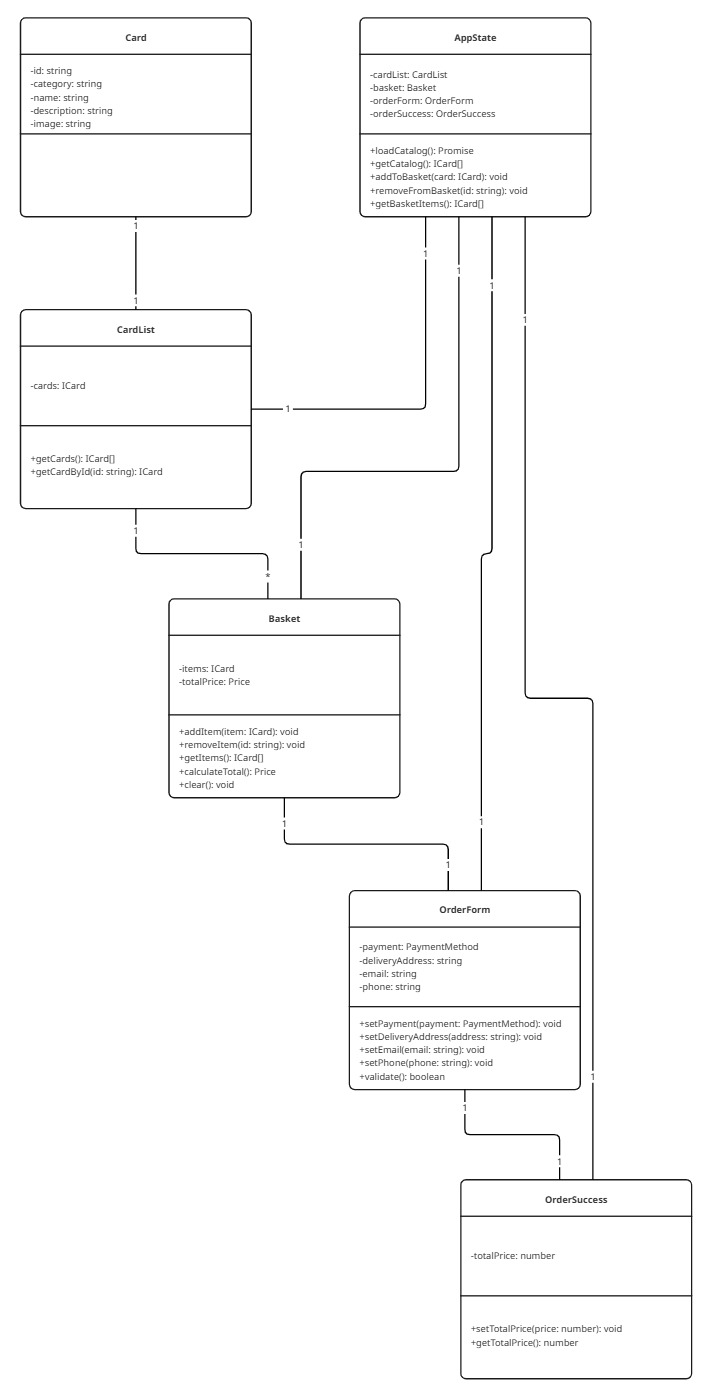 Card
-id: string
-category: string
-name: string
-description: string
-image: string
AppState
-cardList: CardList
-basket: Basket
-orderForm: OrderForm
-orderSuccess: OrderSuccess
+loadCatalog(): Promise
+getCatalog(): ICard[]
+addToBasket(card: ICard): void
+removeFromBasket(id: string): void
+getBasketItems(): ICard[]
1
1
1
1
1
1
CardList
-cards: ICard
+getCards(): ICard[]
+getCardById(id: string): ICard
1
1
*
1
Basket
-items: ICard
-totalPrice: Price
+addItem(item: ICard): void
+removeItem(id: string): void
+getItems(): ICard[]
+calculateTotal(): Price
+clear(): void
1
1
1
OrderForm
-payment: PaymentMethod
-deliveryAddress: string
-email: string
-phone: string
+setPayment(payment: PaymentMethod): void
+setDeliveryAddress(address: string): void
+setEmail(email: string): void
+setPhone(phone: string): void
+validate(): boolean
1
1
1
OrderSuccess
-totalPrice: number
+setTotalPrice(price: number): void
+getTotalPrice(): number